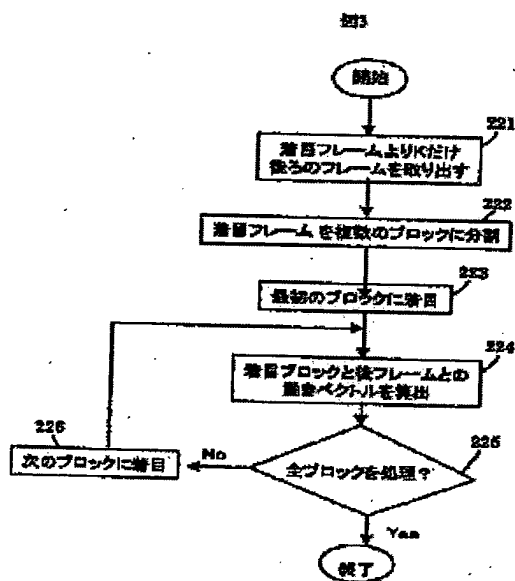 図3
開始
221
着目フレームよりKだけ
後ろのフレームを取り出す
222
着目フレームを複数のブロックに分割
223
最初のブロックに着目
224
着目ブロックと後フレームとの
動きベクトルを算出
226
次のブロックに着目
No
225
全ブロックを処理?
Yes
終了